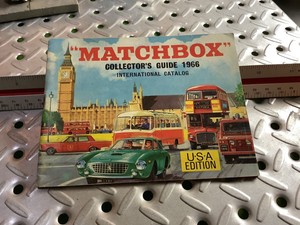 "MATCHBOX"
COLLECTOR'S GUIDE 1966
INTERNATIONAL CATALOG
U·S·A
EDITION